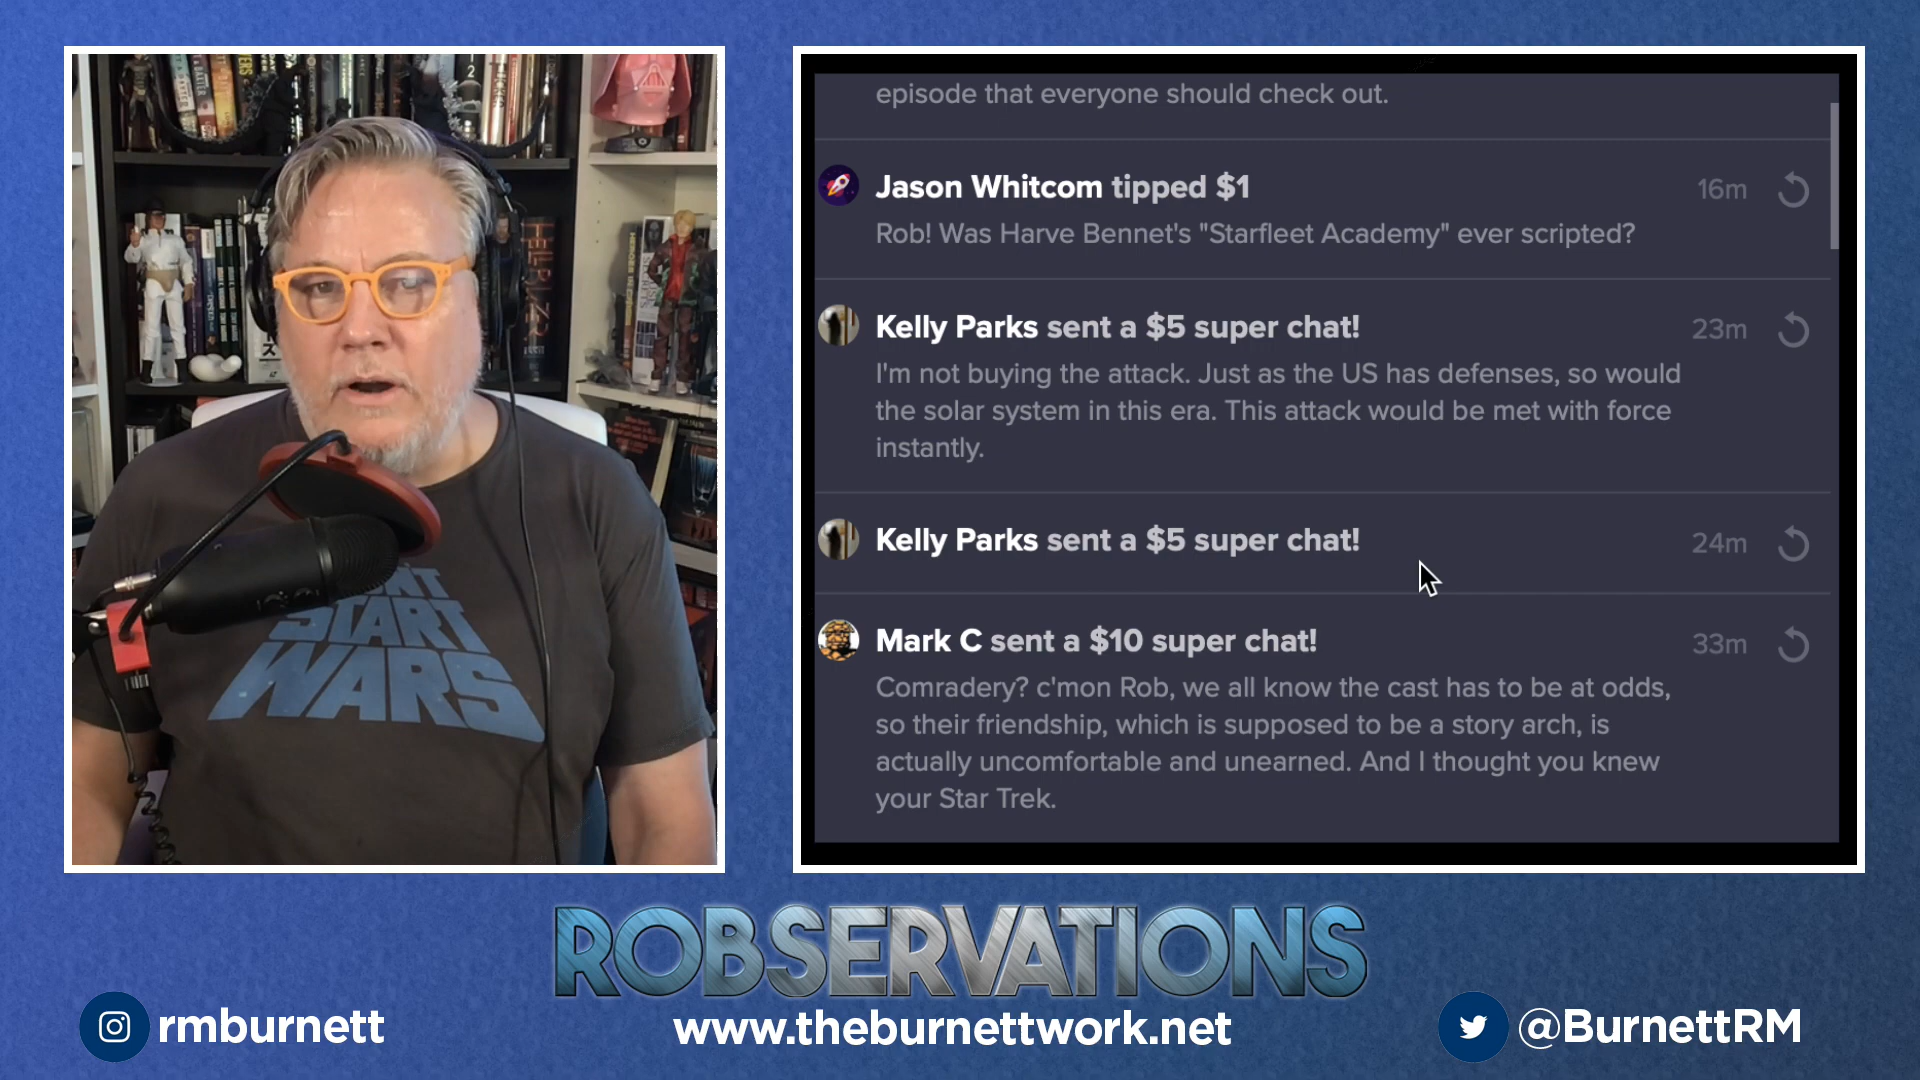 episode that everyone should check out.
Jason Whitcom tipped $1
16m
Rob! Was Harve Bennet's "Starfleet Academy" ever scripted?
Kelly Parks sent a $5 super chat!
23m
I'm not buying the attack. Just as the US has defenses, so would
the solar system in this era. This attack would be met with force
instantly.
Kelly Parks sent a $5 super chat!
24m
Mark C sent a $10 super chat!
33m
Comradery? c'mon Rob, we all know the cast has to be at odds,
so their friendship, which is supposed to be a story arch, is
actually uncomfortable and unearned. And I thought you knew
your Star Trek.
START
WARS
ROBSERVATIONS
rmburnett
www.theburnettwork.net
@BurnettRM